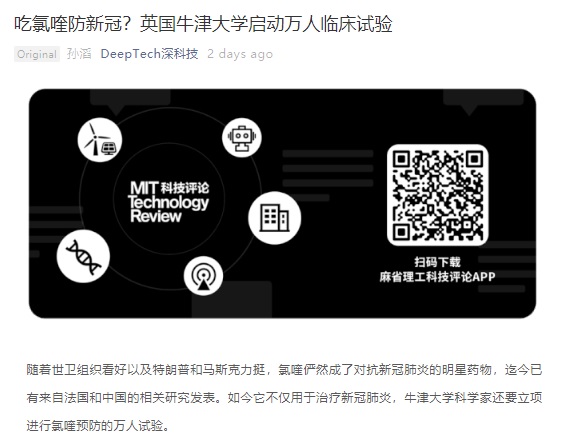 吃氯喹防新冠？英国牛津大学启动万人临床试验
Original 孙滔 DeepTech深科技 2 days ago
MIT 科技评论
Technology
Review
扫码下载
麻省理工科技评论APP
随着世卫组织看好以及特朗普和马斯克力挺，氯喹俨然成了对抗新冠肺炎的明星药物，迄今已
有来自法国和中国的相关研究发表。如今它不仅用于治疗新冠肺炎，牛津大学科学家还要立项
进行氯喹预防的万人试验。